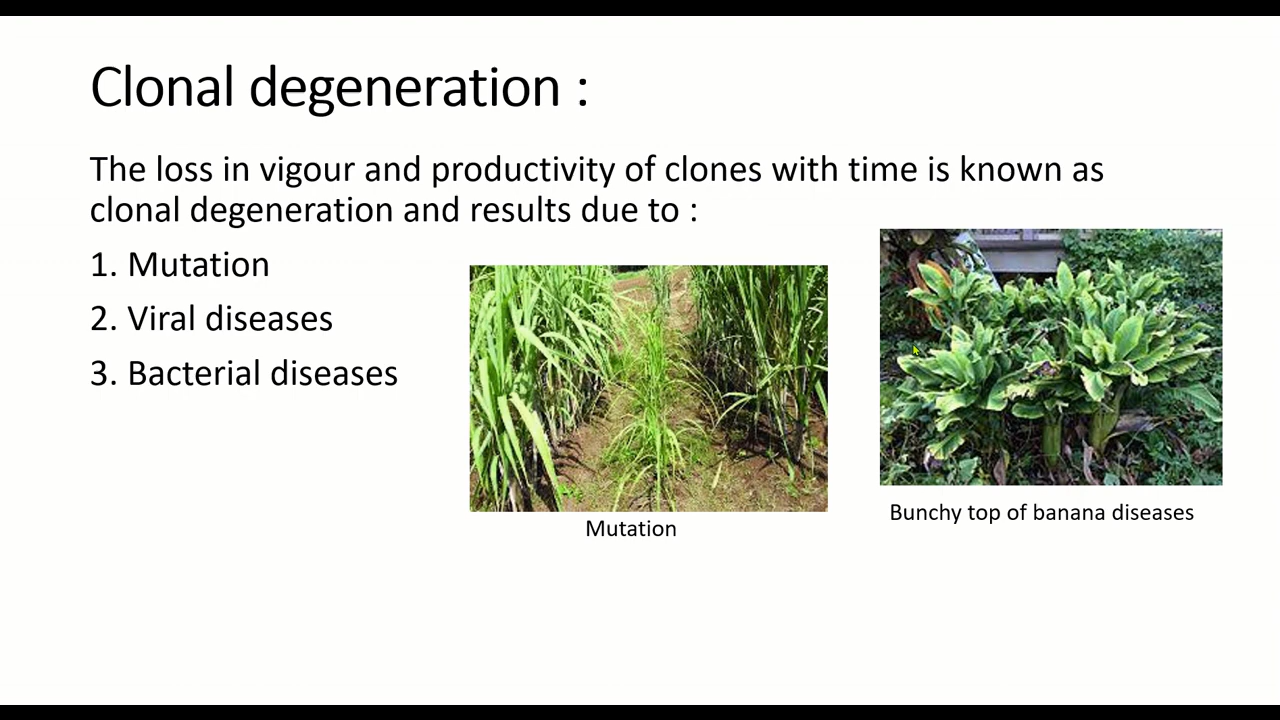 Clonal degeneration :
The loss in vigour and productivity of clones with time is known as
clonal degeneration and results due to :
1. Mutation
2. Viral diseases
3. Bacterial diseases
Mutation
Bunchy top of banana diseases